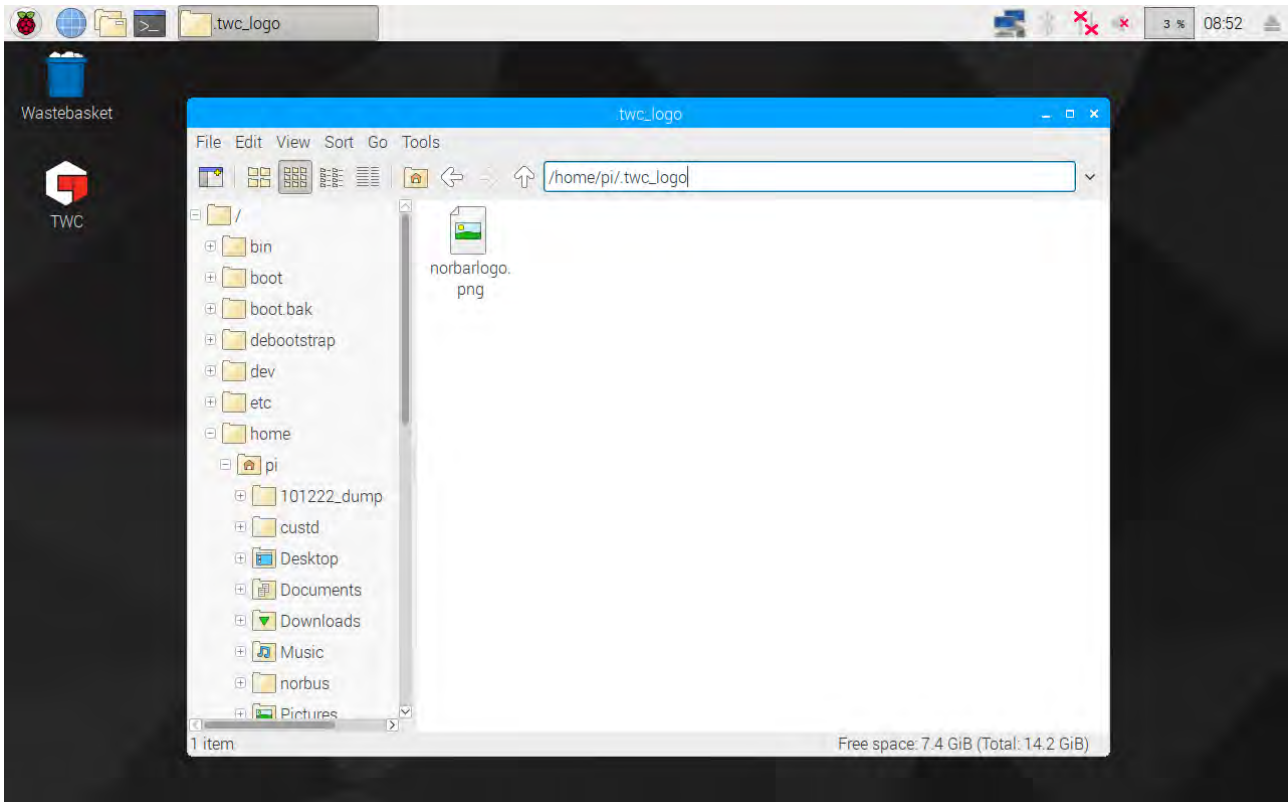 .twc_logo
3 %
08:52
Wastebasket
TWC
.twc_logo
File Edit View Sort Go Tools
/home/pi/.twc_logo
/
bin
boot
boot.bak
debootstrap
dev
etc
home
pi
101222_dump
custd
Desktop
Documents
Downloads
Music
norbus
Pictures
norbarlogo.
png
1 item
Free space: 7.4 GiB (Total: 14.2 GiB)